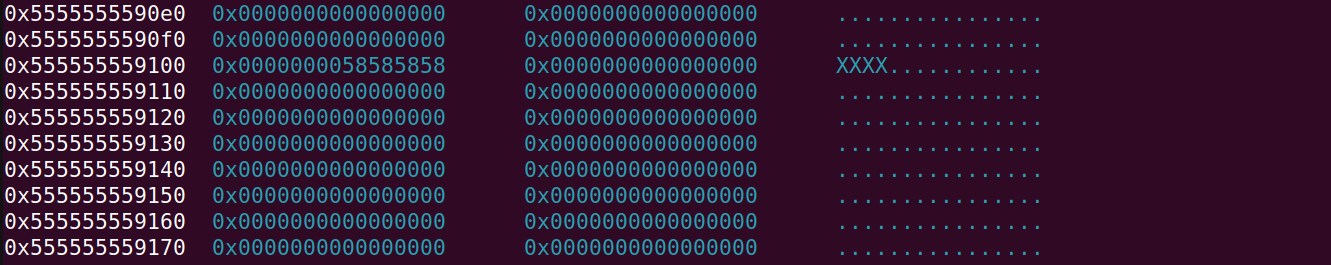 0x5555555590e0 0x0000000000000000 0x0000000000000000 ................
0x5555555590f0 0x0000000000000000 0x0000000000000000 ................
0x555555559100 0x0000000058585858 0x0000000000000000 XXXX............
0x555555559110 0x0000000000000000 0x0000000000000000 ................
0x555555559120 0x0000000000000000 0x0000000000000000 ................
0x555555559130 0x0000000000000000 0x0000000000000000 ................
0x555555559140 0x0000000000000000 0x0000000000000000 ................
0x555555559150 0x0000000000000000 0x0000000000000000 ................
0x555555559160 0x0000000000000000 0x0000000000000000 ................
0x555555559170 0x0000000000000000 0x0000000000000000 ................